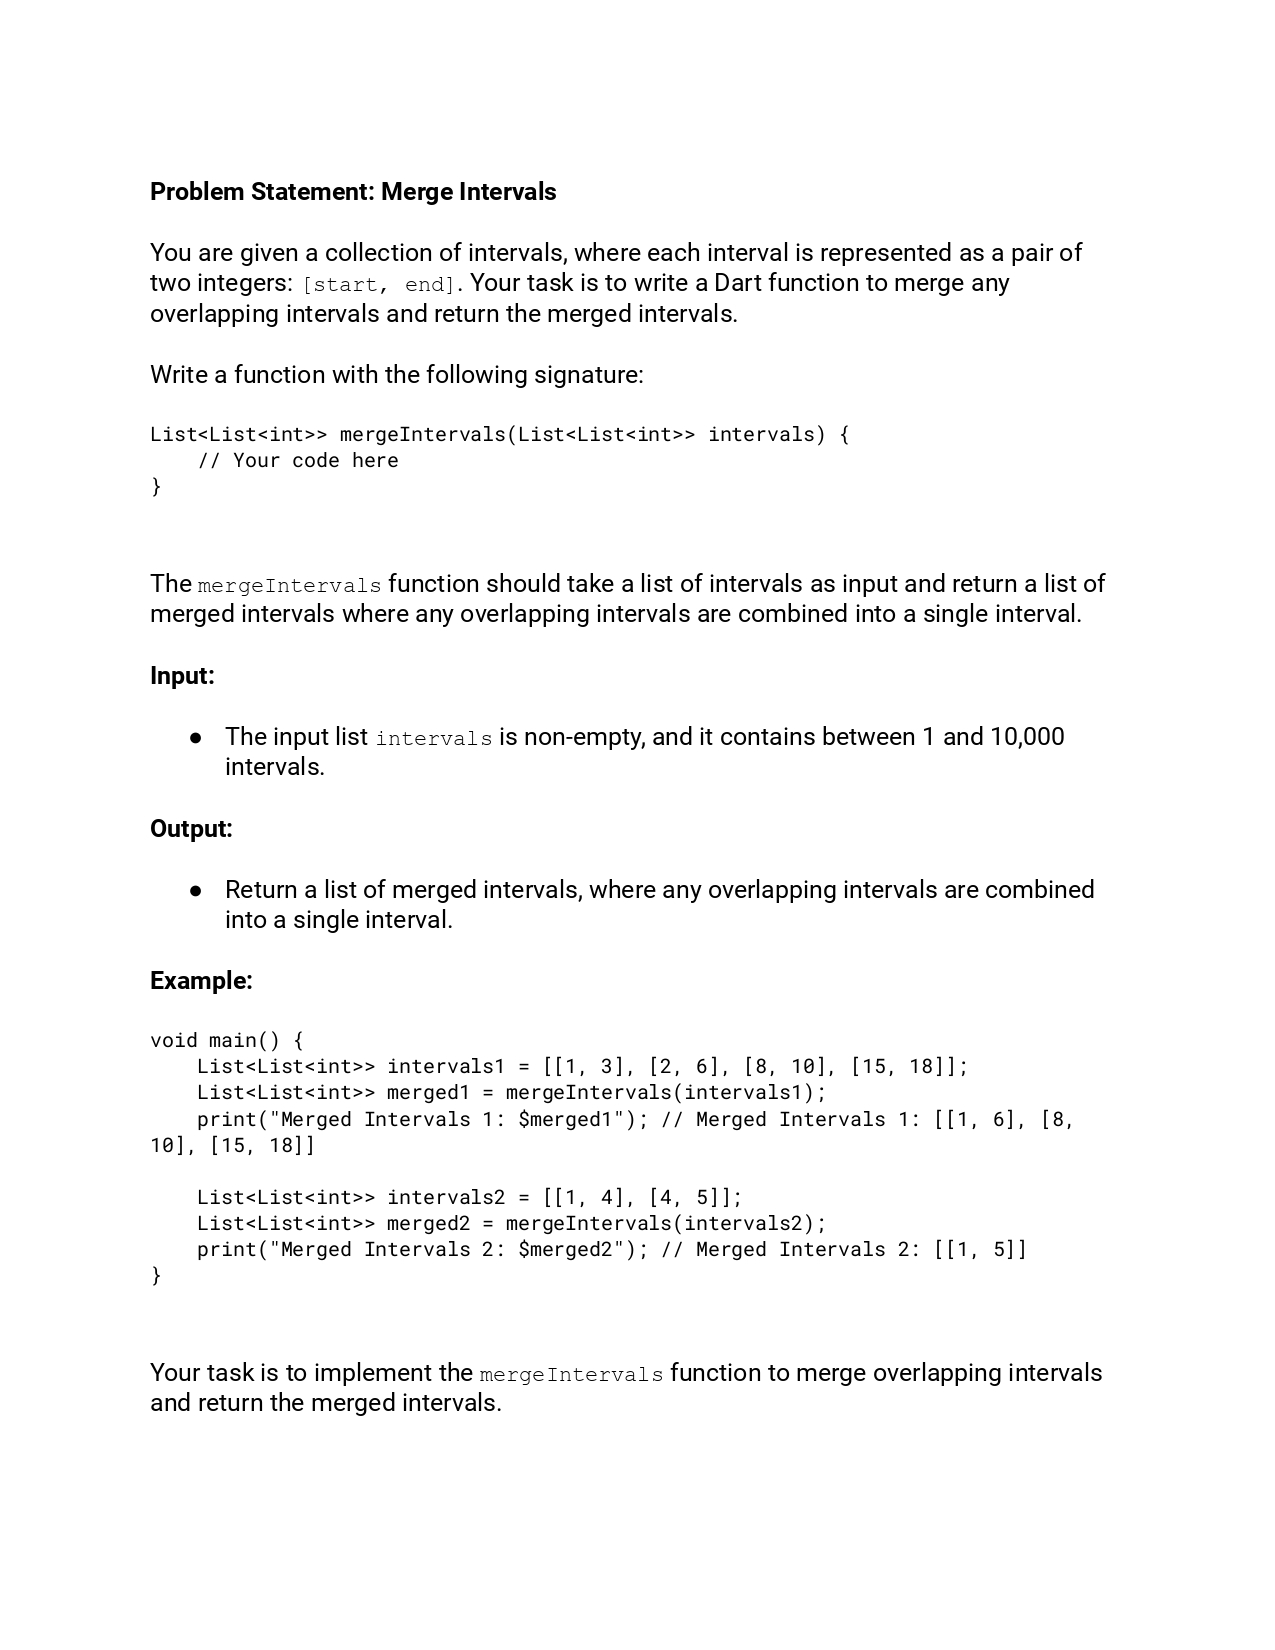 Problem Statement: Merge Intervals
You are given a collection of intervals, where each interval is represented as a pair of
two integers: [start, end]. Your task is to write a Dart function to merge any
overlapping intervals and return the merged intervals.
Write a function with the following signature:
List<List<int>> mergeIntervals(List<List<int>> intervals) {
    // Your code here
}
The mergeIntervals function should take a list of intervals as input and return a list of
merged intervals where any overlapping intervals are combined into a single interval.
Input:
● The input list intervals is non-empty, and it contains between 1 and 10,000
intervals.
Output:
● Return a list of merged intervals, where any overlapping intervals are combined
into a single interval.
Example:
void main() {
    List<List<int>> intervals1 = [[1, 3], [2, 6], [8, 10], [15, 18]];
    List<List<int>> merged1 = mergeIntervals(intervals1);
    print("Merged Intervals 1: $merged1"); // Merged Intervals 1: [[1, 6], [8,
10], [15, 18]]
    List<List<int>> intervals2 = [[1, 4], [4, 5]];
    List<List<int>> merged2 = mergeIntervals(intervals2);
    print("Merged Intervals 2: $merged2"); // Merged Intervals 2: [[1, 5]]
}
Your task is to implement the mergeIntervals function to merge overlapping intervals
and return the merged intervals.